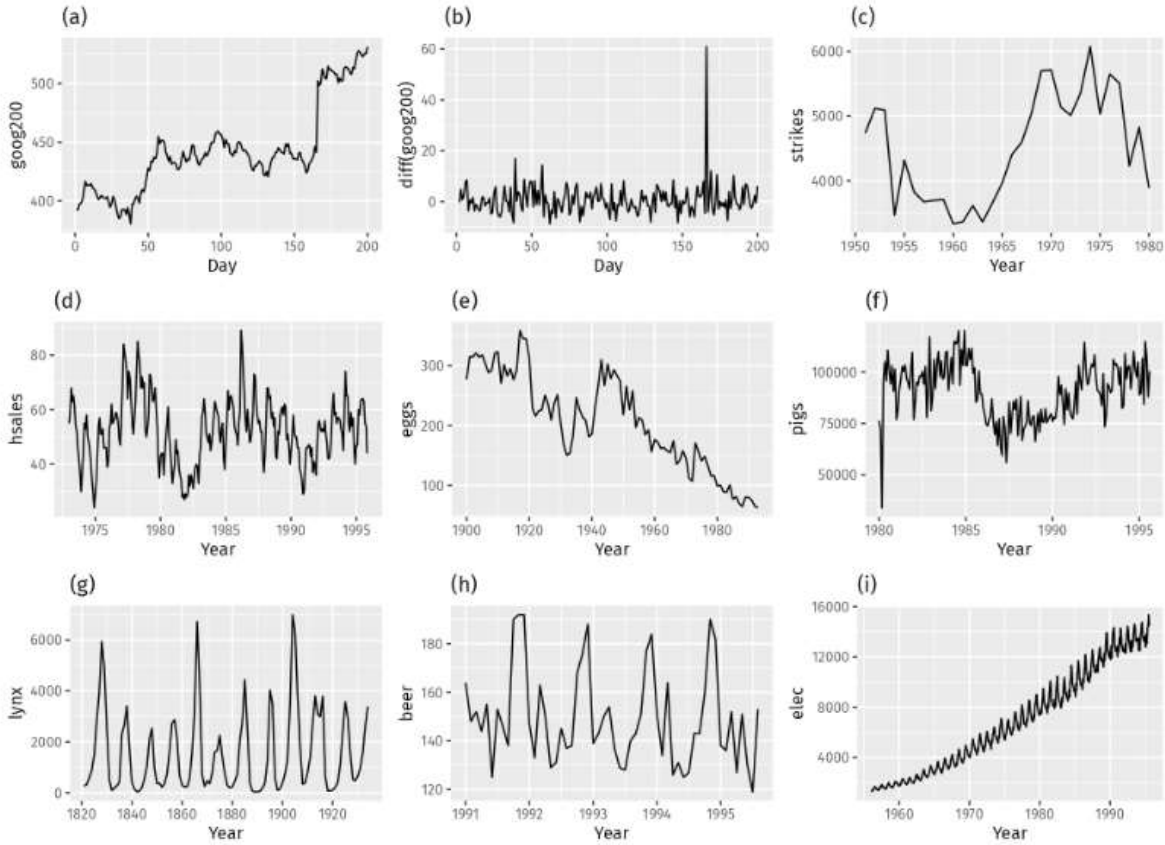 (a)
goog200
500
450
400
0 50 100 150 200
Day
(b)
diff(goog200)
60
40
20
0
0 50 100 150 200
Day
(c)
strikes
6000
5000
4000
1950 1955 1960 1965 1970 1975 1980
Year
(d)
hsales
80
60
40
1975 1980 1985 1990 1995
Year
(e)
eggs
300
200
100
1900 1920 1940 1960 1980
Year
(f)
pigs
100000
75000
50000
1980 1985 1990 1995
Year
(g)
lynx
6000
4000
2000
0
1820 1840 1860 1880 1900 1920
Year
(h)
beer
180
160
140
120
1991 1992 1993 1994 1995
Year
(i)
elec
16000
12000
8000
4000
1960 1970 1980 1990
Year